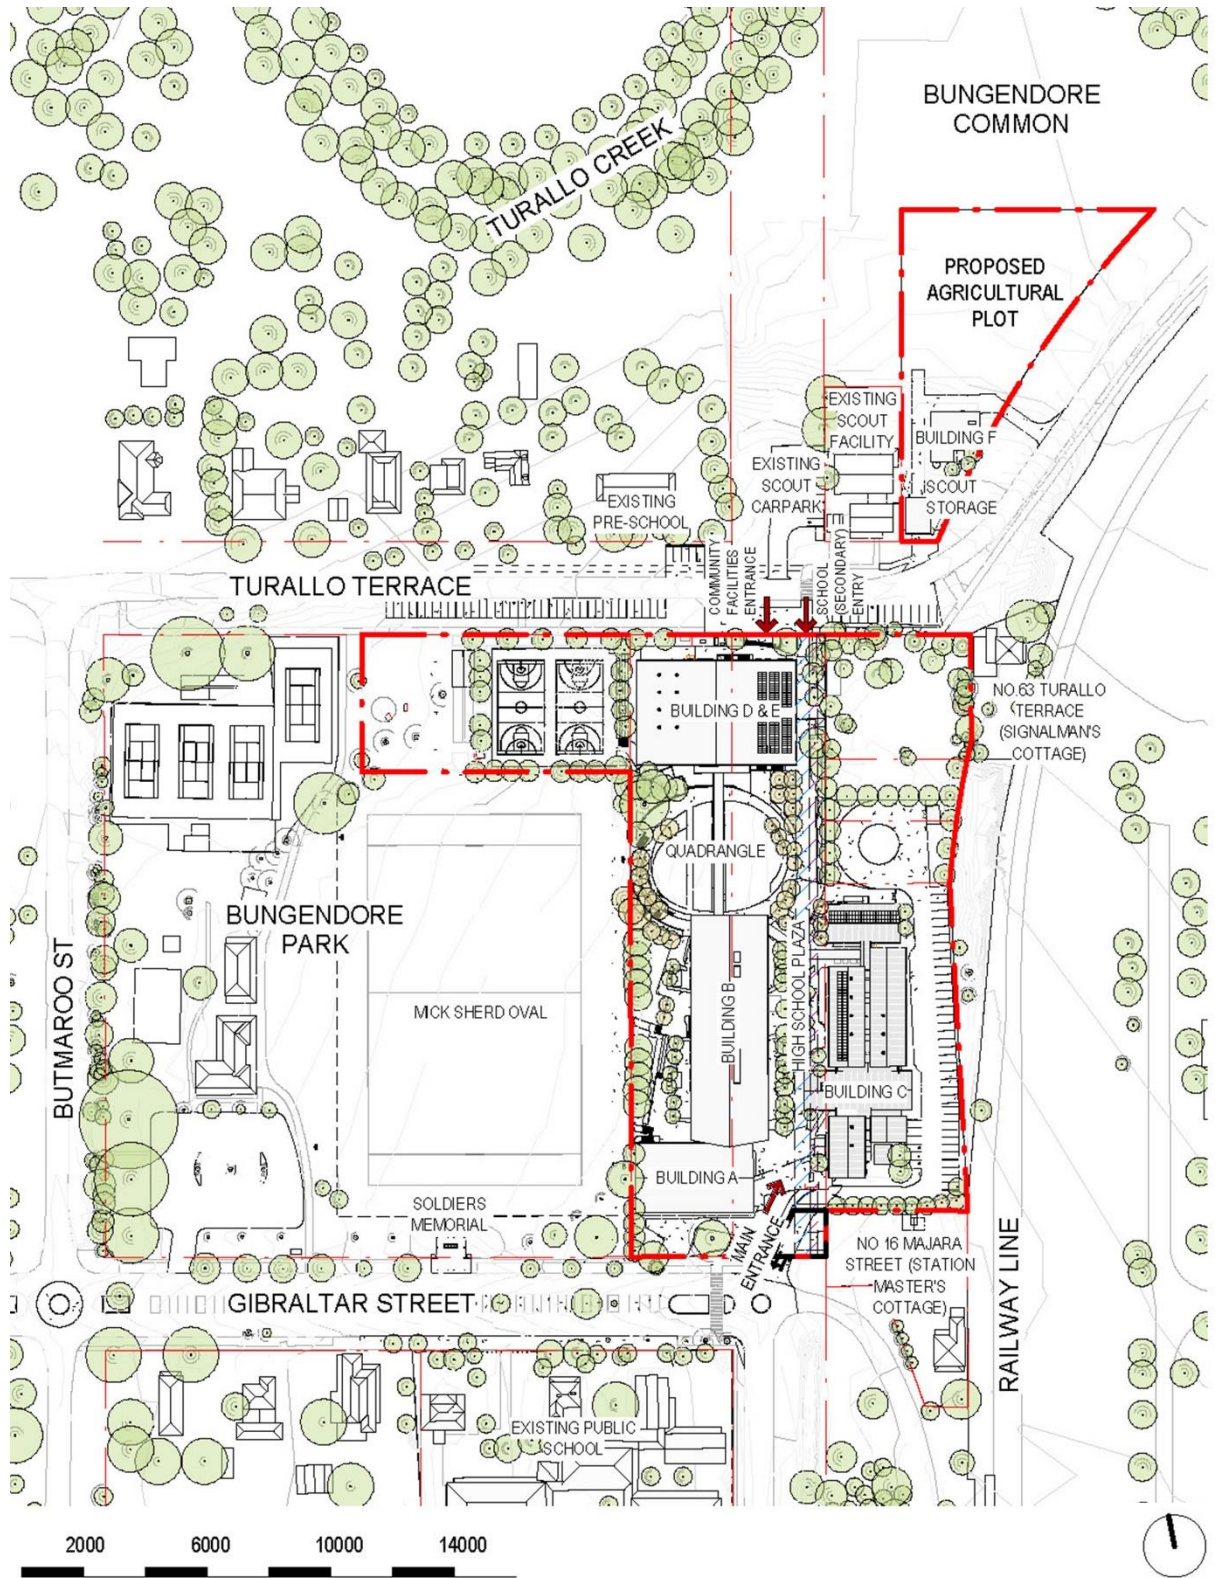 BUNGENDORE
COMMON
TURALLO CREEK
PROPOSED
AGRICULTURAL
PLOT
EXISTING
SCOUT
FACILITY
BUILDING F
EXISTING
SCOUT
CARPARK
SCOUT
STORAGE
EXISTING
PRE-SCHOOL
TURALLO TERRACE
COMMUNITY
FACILITIES
ENTRANCE
SCHOOL
(SECONDARY)
ENTRY
BUILDING D & E
NO.63 TURALLO
TERRACE
(SIGNALMAN'S
COTTAGE)
QUADRANGLE
BUNGENDORE
PARK
BUTMAROO ST
MICK SHERD OVAL
BUILDING B
HIGH SCHOOL PLAZA
BUILDING C
BUILDING A
SOLDIERS
MEMORIAL
MAIN
ENTRANCE
NO 16 MAJARA
STREET (STATION
MASTER'S
COTTAGE)
RAILWAY LINE
GIBRALTAR STREET
EXISTING PUBLIC
SCHOOL
2000 6000 10000 14000